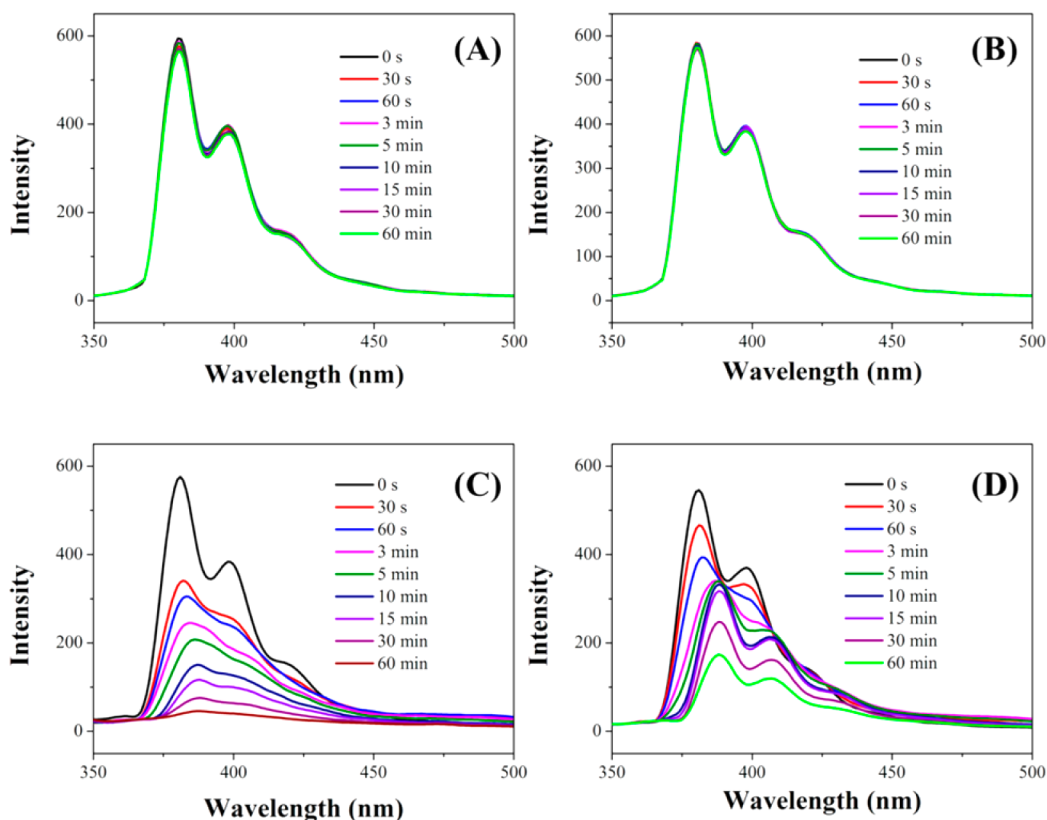 (A)
0 s
30 s
60 s
3 min
5 min
10 min
15 min
30 min
60 min
600
400
200
0
Intensity
350
400
450
500
Wavelength (nm)
(B)
0 s
30 s
60 s
3 min
5 min
10 min
15 min
30 min
60 min
600
500
400
300
200
100
0
Intensity
350
400
450
500
Wavelength (nm)
(C)
0 s
30 s
60 s
3 min
5 min
10 min
15 min
30 min
60 min
600
400
200
0
Intensity
350
400
450
500
Wavelength (nm)
(D)
0 s
30 s
60 s
3 min
5 min
10 min
15 min
30 min
60 min
600
400
200
0
Intensity
350
400
450
500
Wavelength (nm)